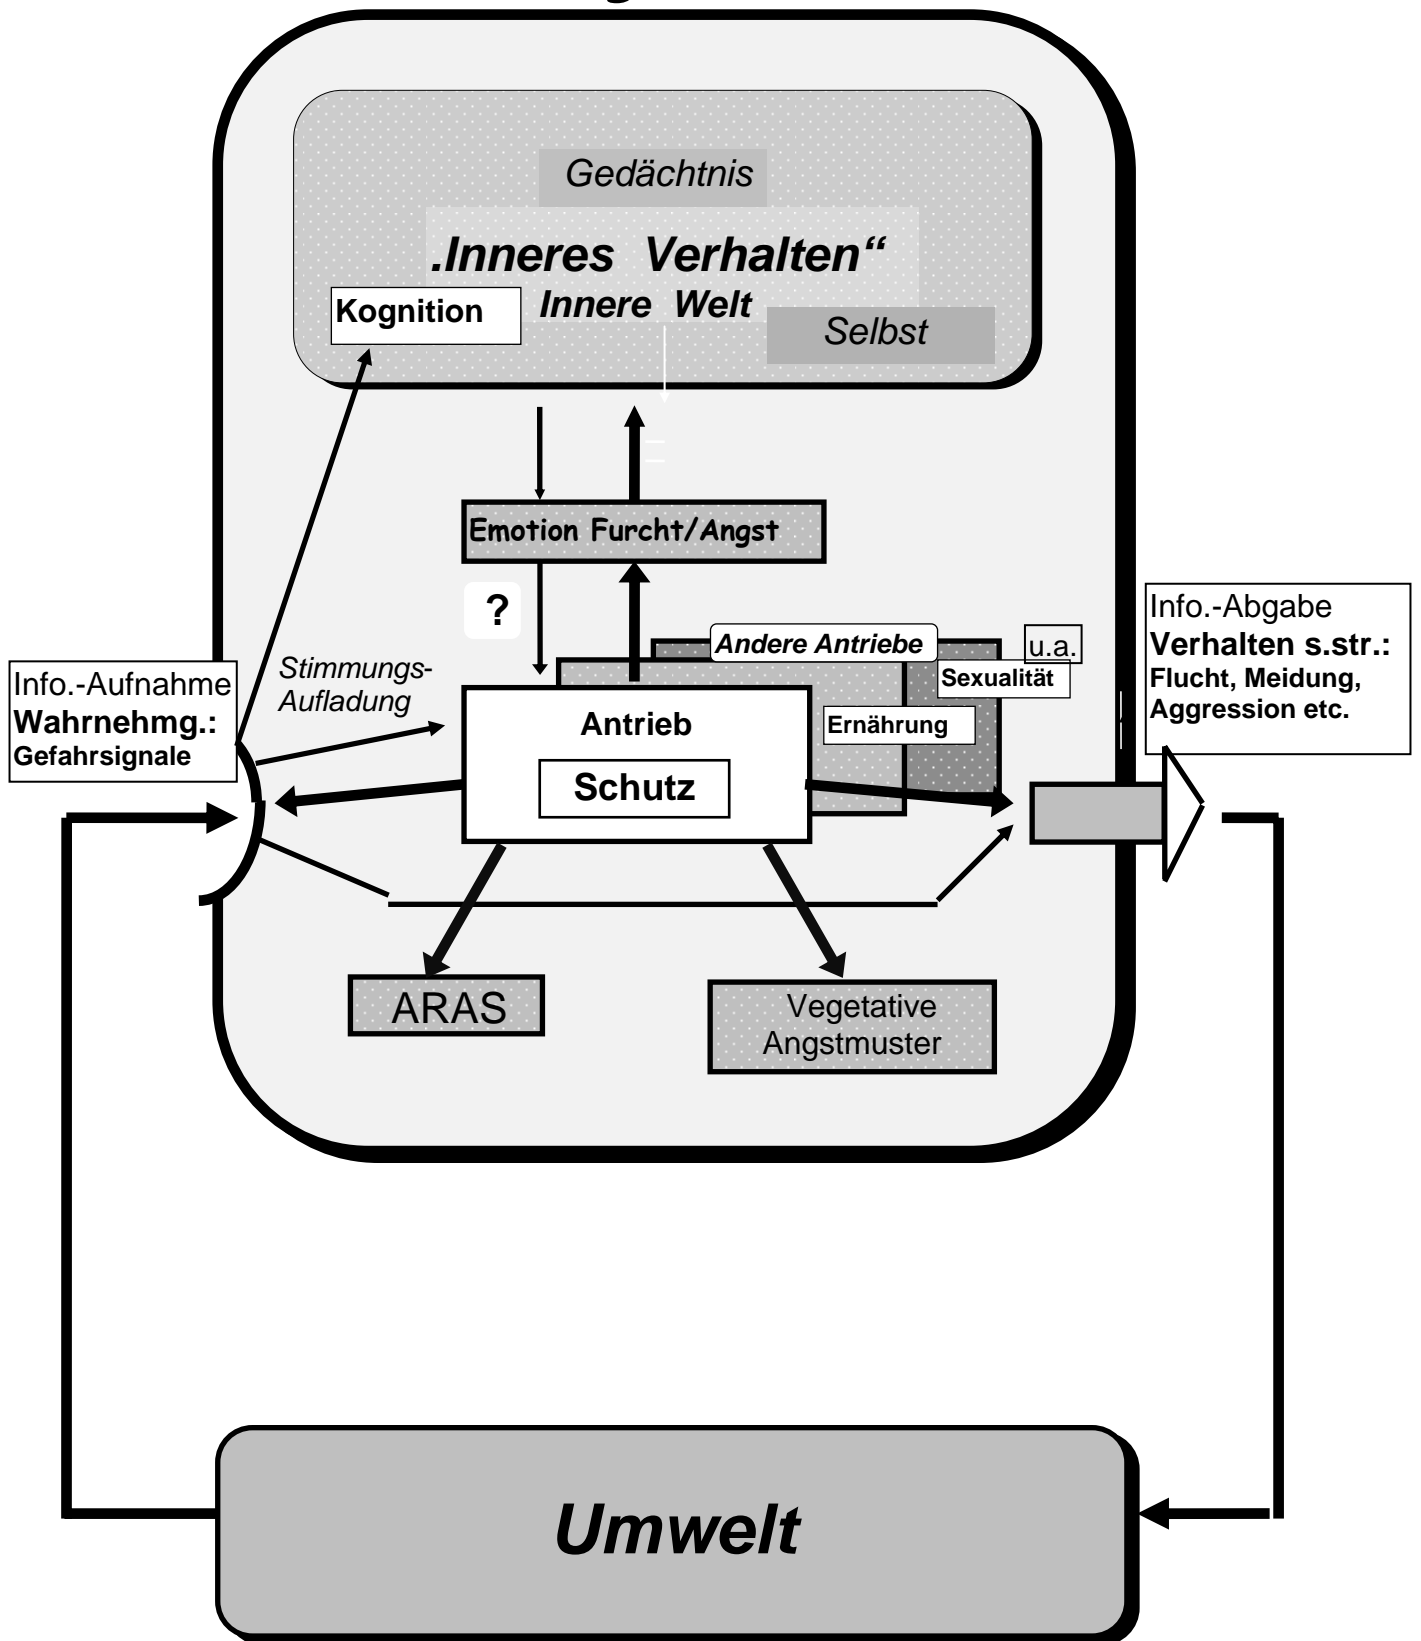 Gedächtnis
.Inneres Verhalten“
Innere Welt
Kognition
Selbst
Emotion Furcht/Angst
?
Info.-Abgabe
Verhalten s.str.:
Flucht, Meidung,
Aggression etc.
Andere Antriebe
u.a.
Sexualität
Stimmungs-
Aufladung
Info.-Aufnahme
Wahrnehmg.:
Gefahrsignale
Antrieb
Schutz
Ernährung
ARAS
Vegetative
Angstmuster
Umwelt